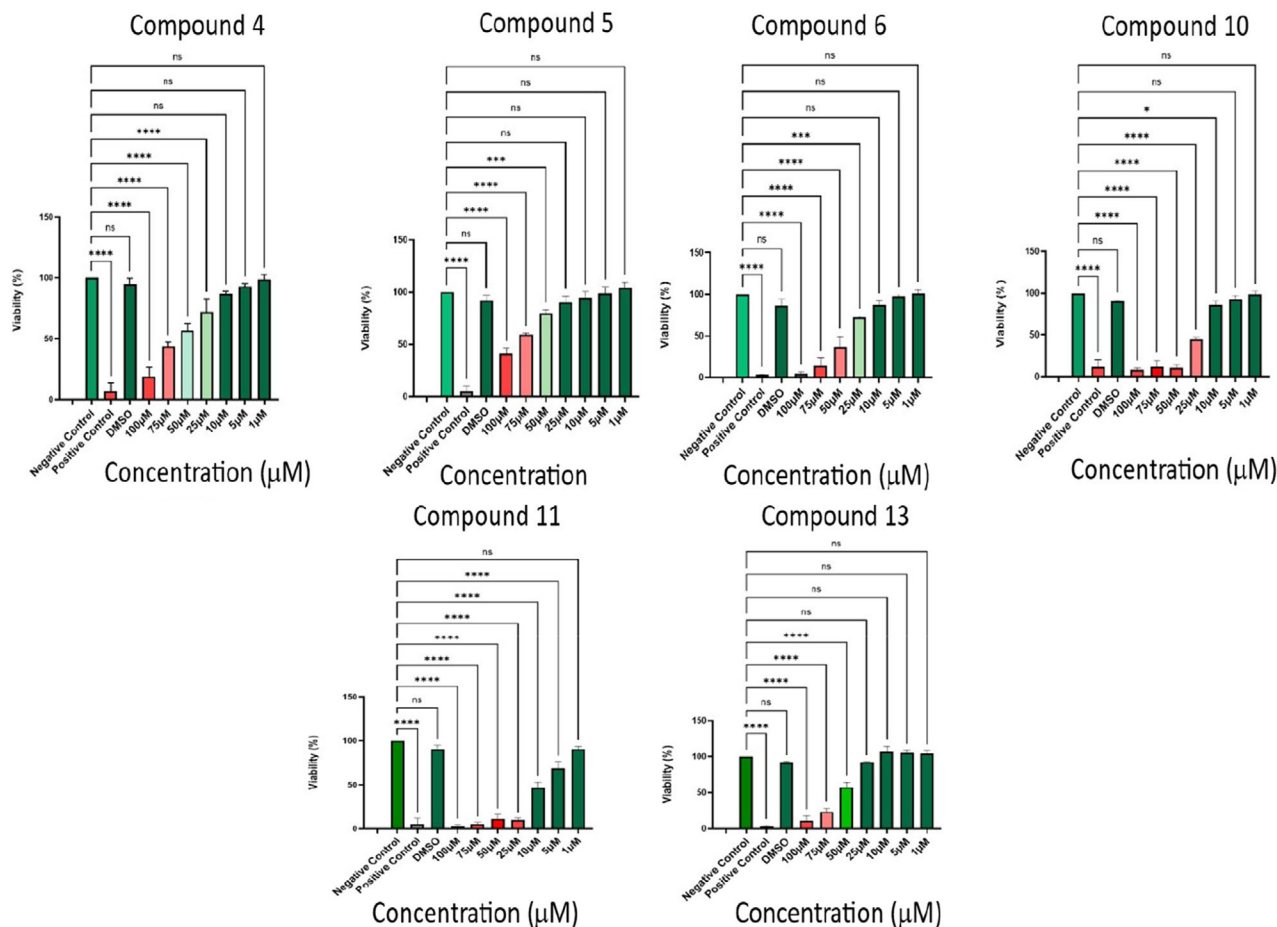 Compound 4
ns
ns
ns
****
****
****
****
ns
****
150
100
50
0
Viability (%)
Negative Control
Positive Control
DMSO
100µM
75µM
50µM
25µM
10µM
5µM
1µM
Concentration (µM)
Compound 5
ns
ns
ns
ns
***
****
****
ns
****
150
100
50
0
Viability (%)
Negative Control
Positive Control
DMSO
100µM
75µM
50µM
25µM
10µM
5µM
1µM
Concentration
Compound 6
ns
ns
ns
***
****
****
****
ns
****
150
100
50
0
Viability (%)
Negative Control
Positive Control
DMSO
100µM
75µM
50µM
25µM
10µM
5µM
1µM
Concentration (µM)
Compound 10
ns
ns
*
****
****
****
****
ns
****
150
100
50
0
Viability (%)
Negative Control
Positive Control
DMSO
100µM
75µM
50µM
25µM
10µM
5µM
1µM
Concentration (µM)
Compound 11
ns
****
****
****
****
****
****
ns
****
150
100
50
0
Viability (%)
Negative Control
Positive Control
DMSO
100µM
75µM
50µM
25µM
10µM
5µM
1µM
Concentration (µM)
Compound 13
ns
ns
ns
ns
****
****
****
ns
****
150
100
50
0
Viability (%)
Negative Control
Positive Control
DMSO
100µM
75µM
50µM
25µM
10µM
5µM
1µM
Concentration (µM)